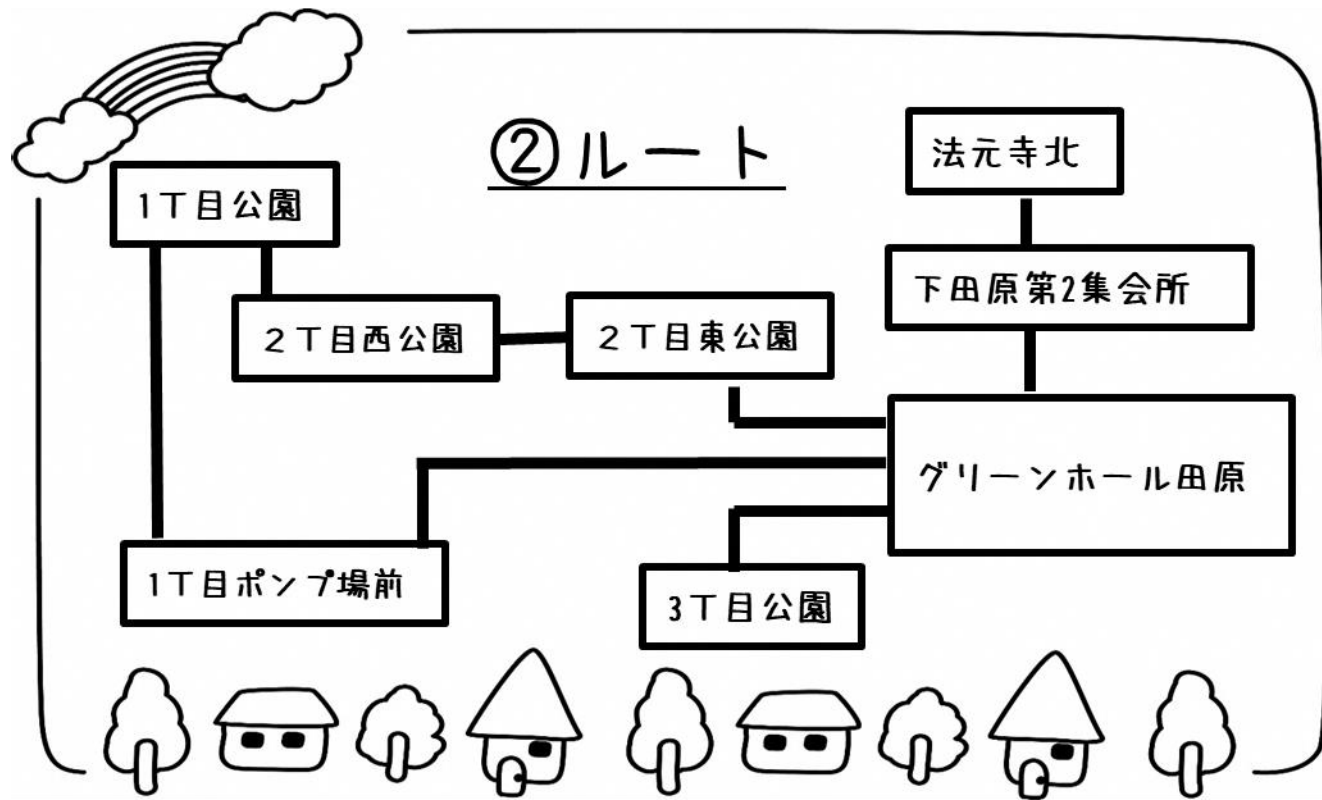 ②ルート
法元寺北
1丁目公園
下田原第2集会所
2丁目西公園
2丁目東公園
グリーンホール田原
1丁目ポンプ場前
3丁目公園